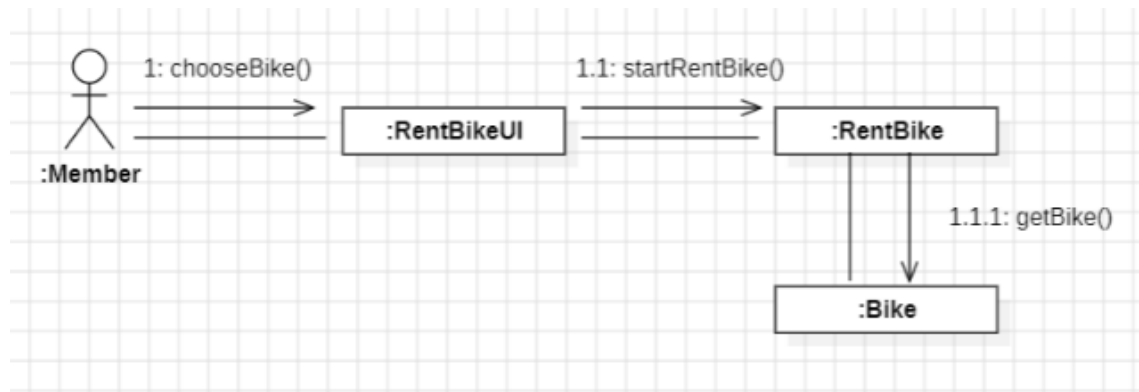 1: chooseBike()
1.1: startRentBike()
:RentBikeUI
:RentBike
:Member
1.1.1: getBike()
:Bike